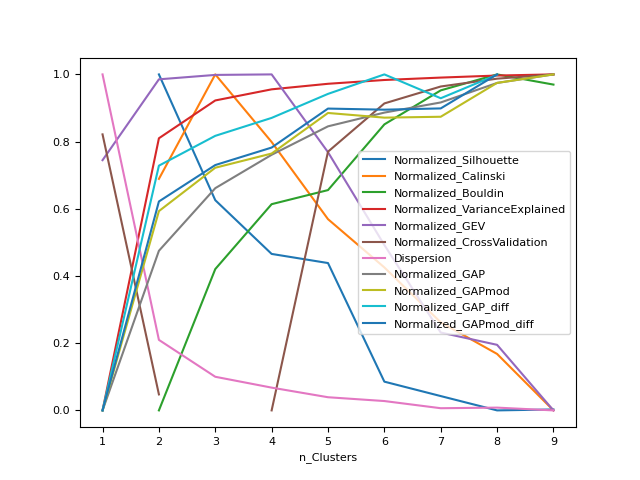 1.0
0.8
0.6
0.4
0.2
0.0
Normalized_Silhouette
Normalized_Calinski
Normalized_Bouldin
Normalized_VarianceExplained
Normalized_GEV
Normalized_CrossValidation
Dispersion
Normalized_GAP
Normalized_GAPmod
Normalized_GAP_diff
Normalized_GAPmod_diff
1 2 3 4 5 6 7 8 9
n_Clusters